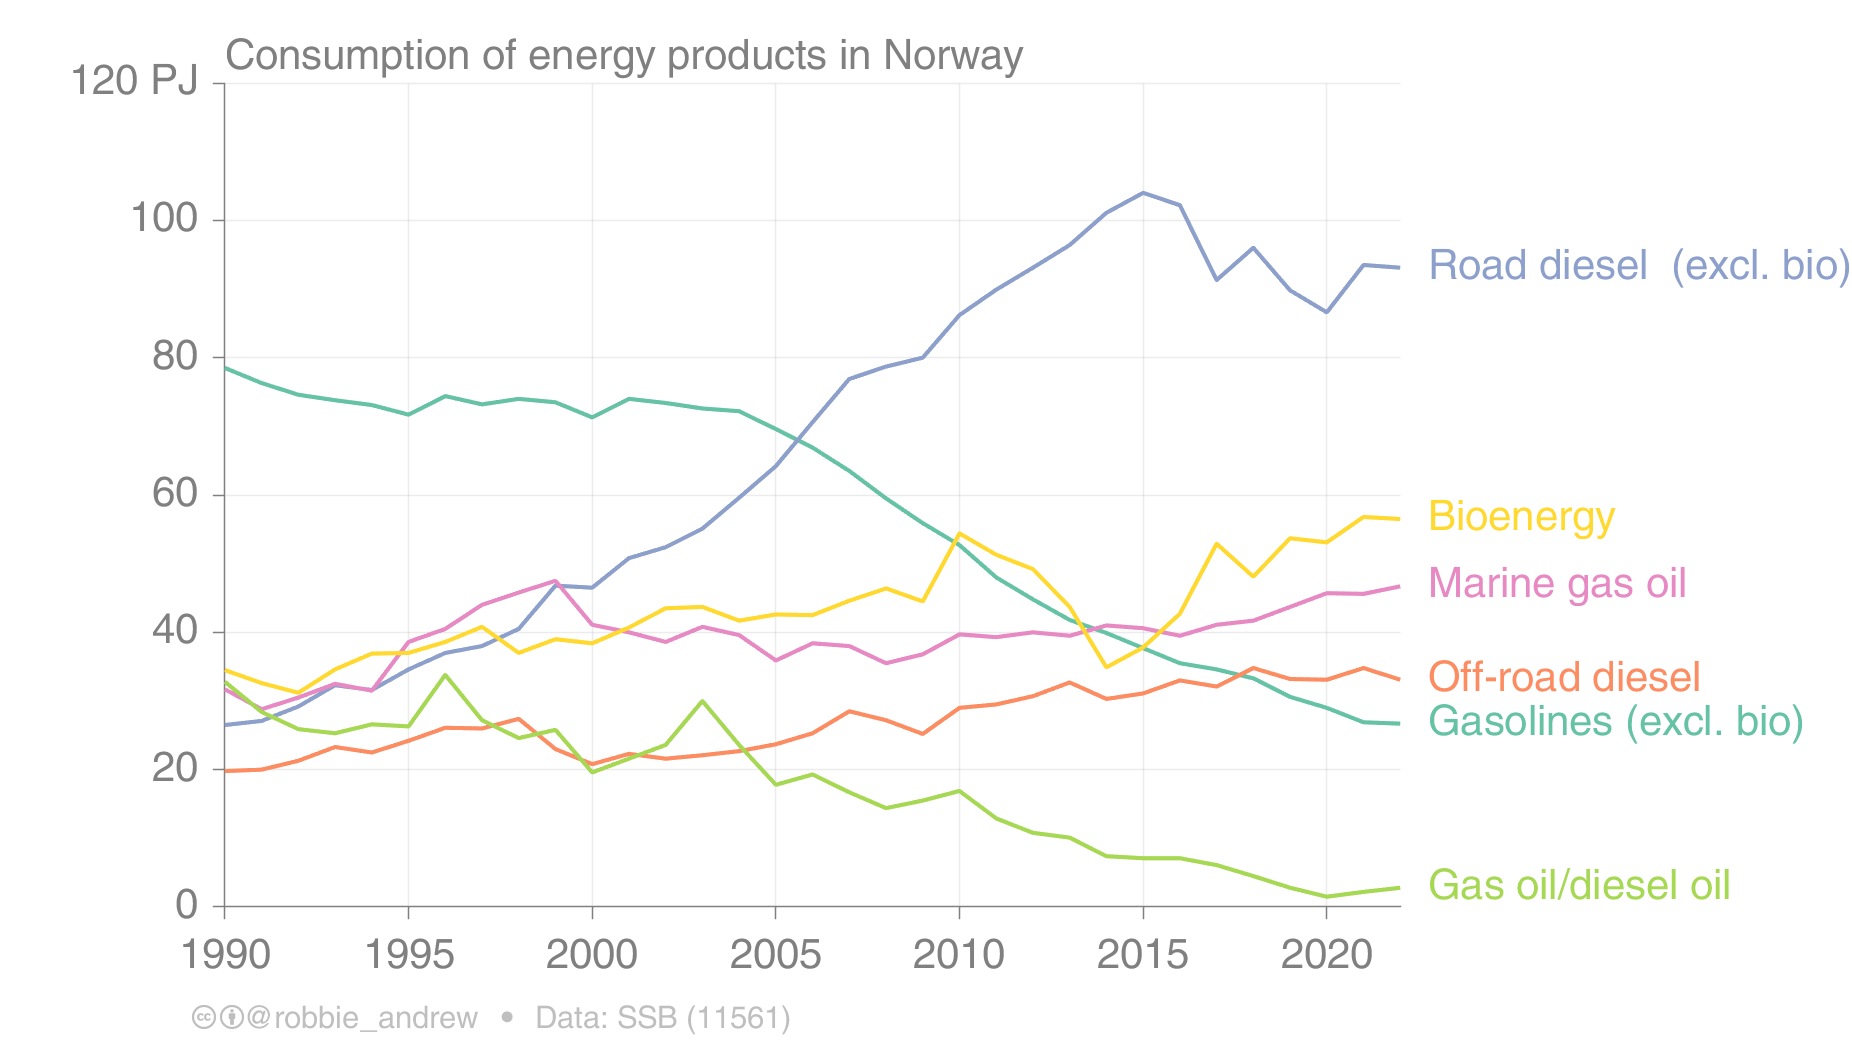 Consumption of energy products in Norway
120 PJ
100
80
60
40
20
0
1990 1995 2000 2005 2010 2015 2020
Road diesel (excl. bio)
Bioenergy
Marine gas oil
Off-road diesel
Gasolines (excl. bio)
Gas oil/diesel oil
cc @robbie_andrew • Data: SSB (11561)